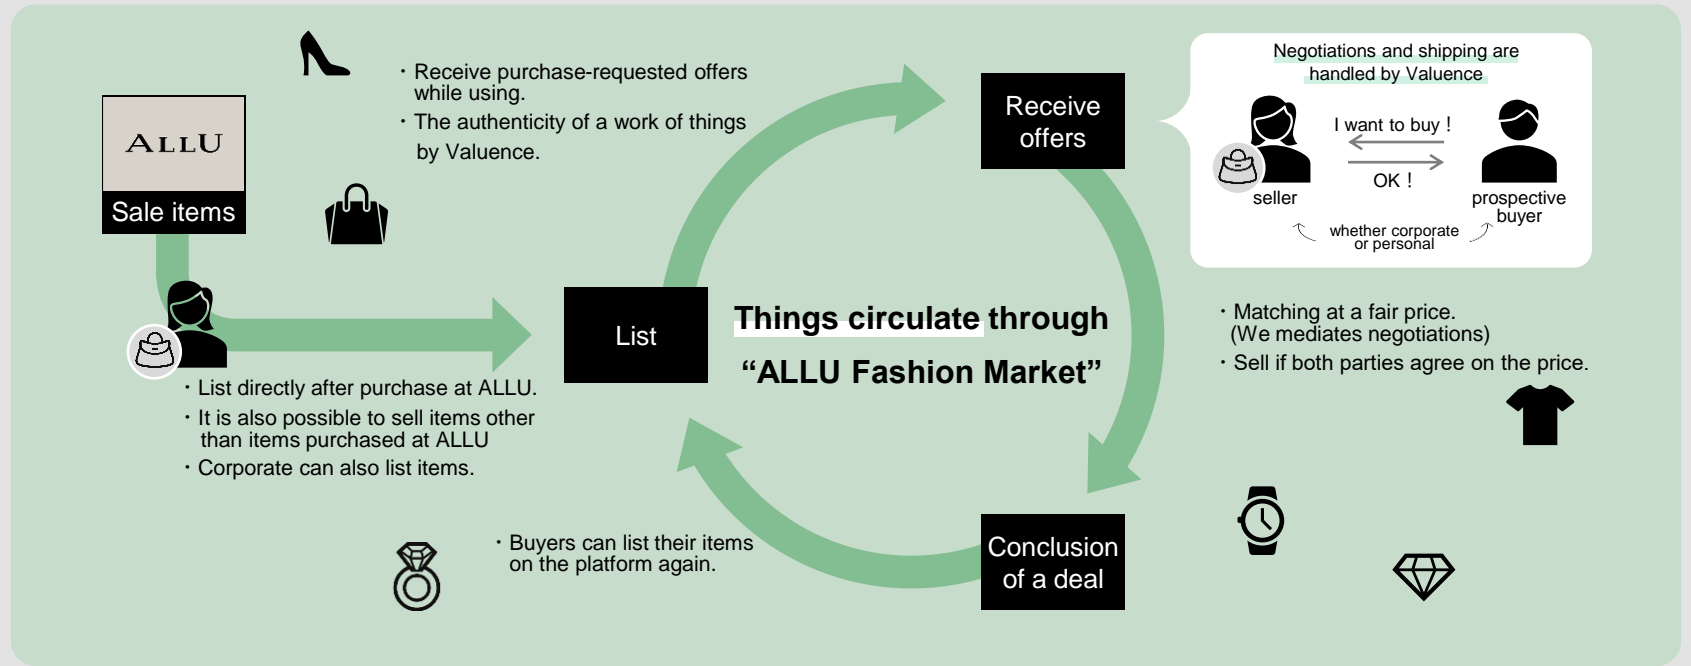 ALLU
Sale items
・Receive purchase-requested offers
while using.
・The authenticity of a work of things
by Valuence.
Receive
offers
Negotiations and shipping are
handled by Valuence
I want to buy！
OK！
seller
prospective
buyer
whether corporate
or personal
List
Things circulate through
“ALLU Fashion Market”
・Matching at a fair price.
(We mediates negotiations)
・Sell if both parties agree on the price.
・List directly after purchase at ALLU.
・It is also possible to sell items other
than items purchased at ALLU
・Corporate can also list items.
・Buyers can list their items
on the platform again.
Conclusion
of a deal